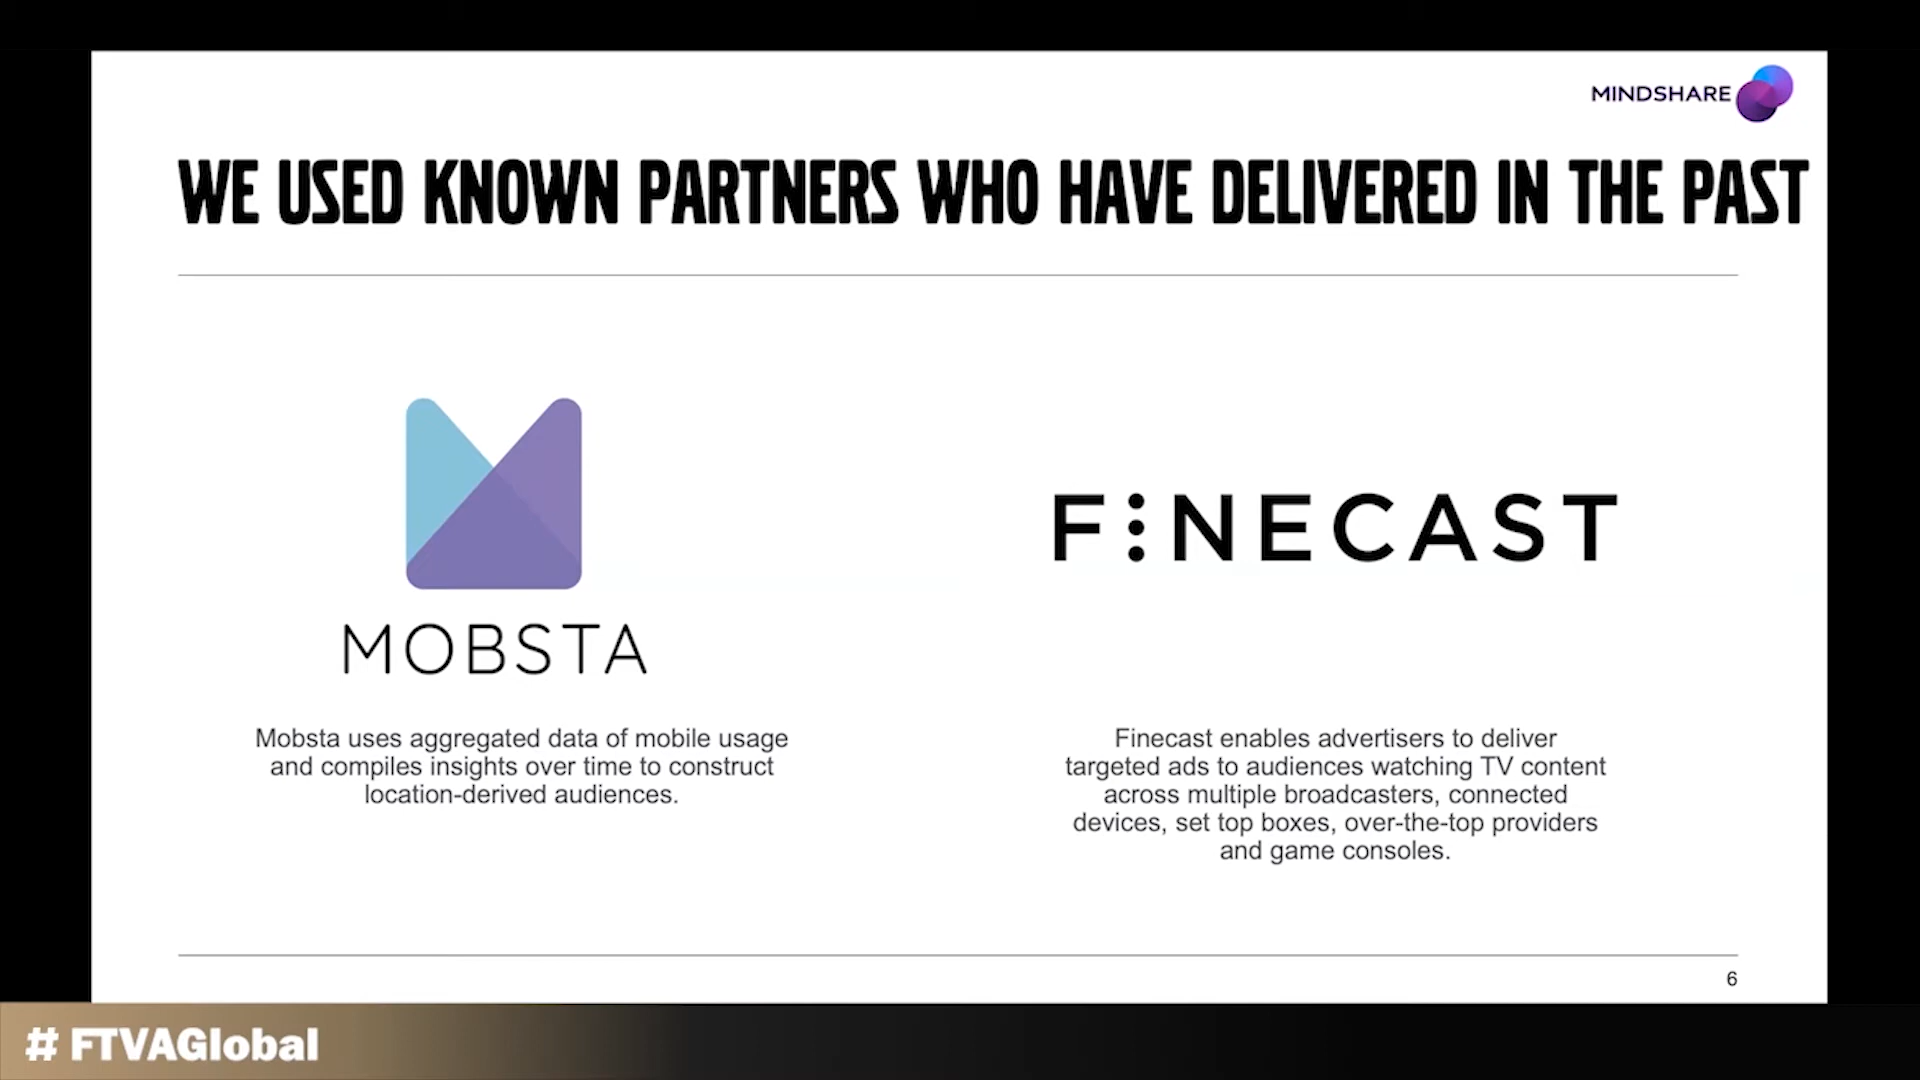 MINDSHARE
WE USED KNOWN PARTNERS WHO HAVE DELIVERED IN THE PAST
MOBSTA
Mobsta uses aggregated data of mobile usage
and compiles insights over time to construct
location-derived audiences.
FINECAST
Finecast enables advertisers to deliver
targeted ads to audiences watching TV content
across multiple broadcasters, connected
devices, set top boxes, over-the-top providers
and game consoles.
6
# FTVAGlobal